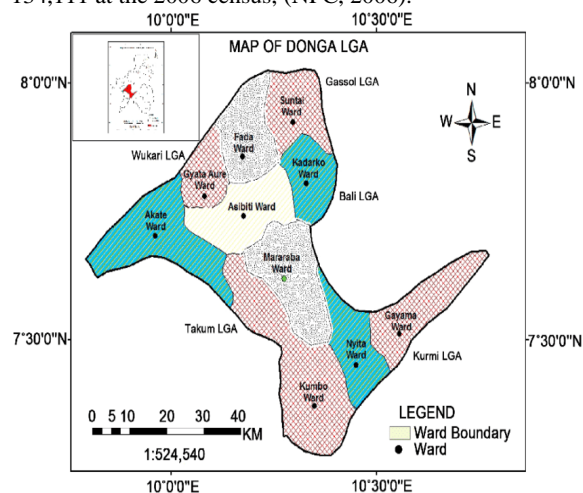 134,111 at the 2006 census, (NPC, 2006).
10°0'0"E 10°30'0"E
MAP OF DONGA LGA
8°0'0"N 8°0'0"N
Gassol LGA
Suntai
Ward
N
W E
S
Fada
Ward
Wukari LGA
Kadarko
Ward
Gyata Aure
Ward
Bali LGA
Akate
Ward
Asibiti Ward
Mararaba
Ward
Takum LGA
Gayama
Ward
7°30'0"N 7°30'0"N
Nyita
Ward
Kurmi LGA
Kumbo
Ward
0 5 10 20 30 40
KM
1:524,540
LEGEND
Ward Boundary
Ward
10°0'0"E 10°30'0"E